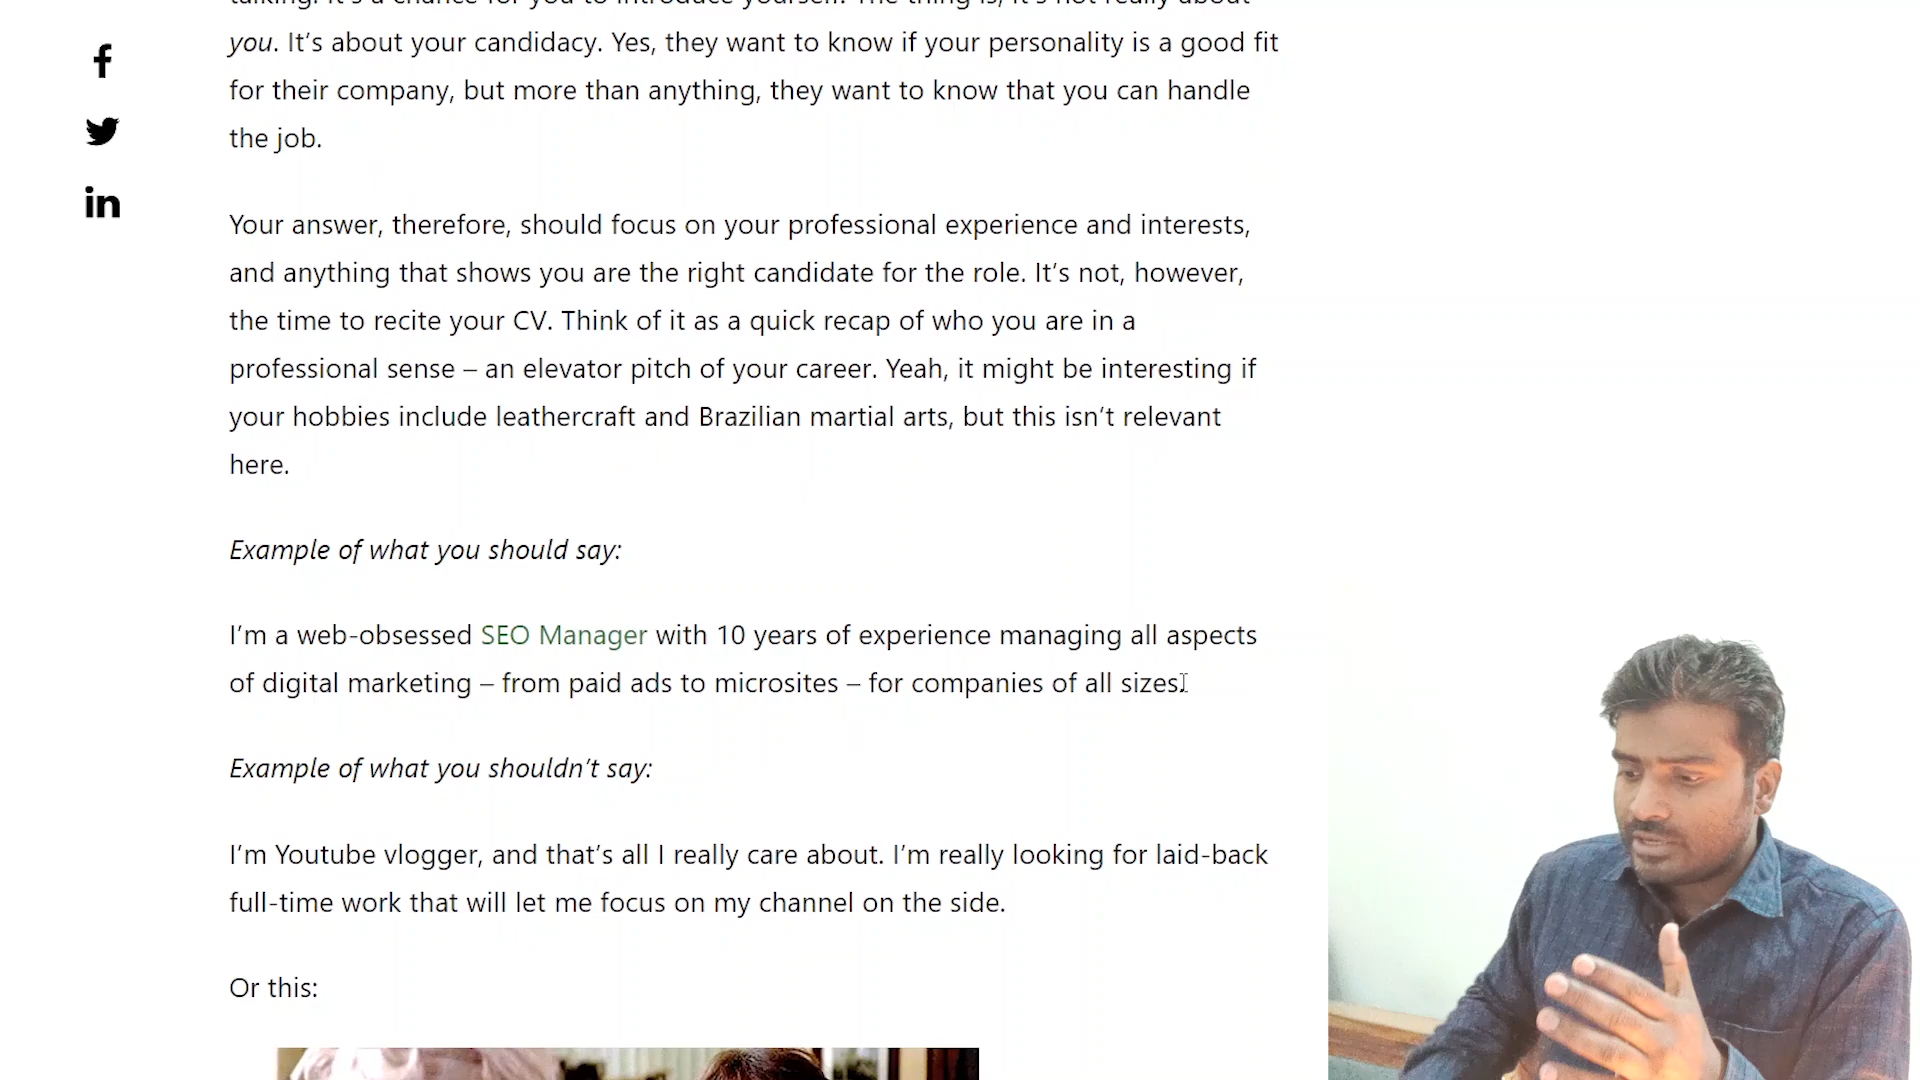 you. It’s about your candidacy. Yes, they want to know if your personality is a good fit
for their company, but more than anything, they want to know that you can handle
the job.
Your answer, therefore, should focus on your professional experience and interests,
and anything that shows you are the right candidate for the role. It’s not, however,
the time to recite your CV. Think of it as a quick recap of who you are in a
professional sense – an elevator pitch of your career. Yeah, it might be interesting if
your hobbies include leathercraft and Brazilian martial arts, but this isn’t relevant
here.
Example of what you should say:
I’m a web-obsessed SEO Manager with 10 years of experience managing all aspects
of digital marketing – from paid ads to microsites – for companies of all sizes.
Example of what you shouldn’t say:
I’m Youtube vlogger, and that’s all I really care about. I’m really looking for laid-back
full-time work that will let me focus on my channel on the side.
Or this: